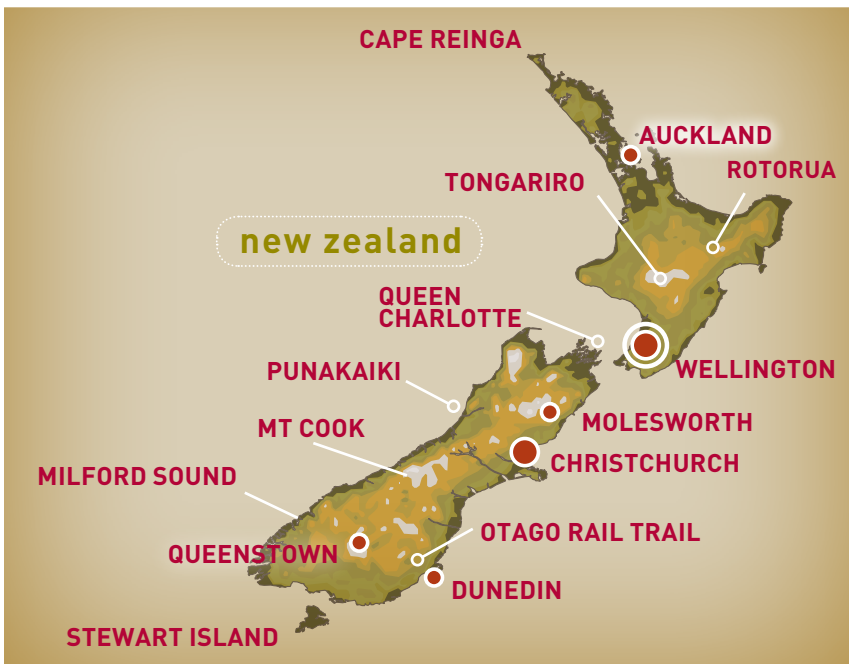 CAPE REINGA
AUCKLAND
ROTORUA
TONGARIRO
new zealand
QUEEN
CHARLOTTE
WELLINGTON
PUNAKAIKI
MOLESWORTH
MT COOK
CHRISTCHURCH
MILFORD SOUND
OTAGO RAIL TRAIL
QUEENSTOWN
DUNEDIN
STEWART ISLAND